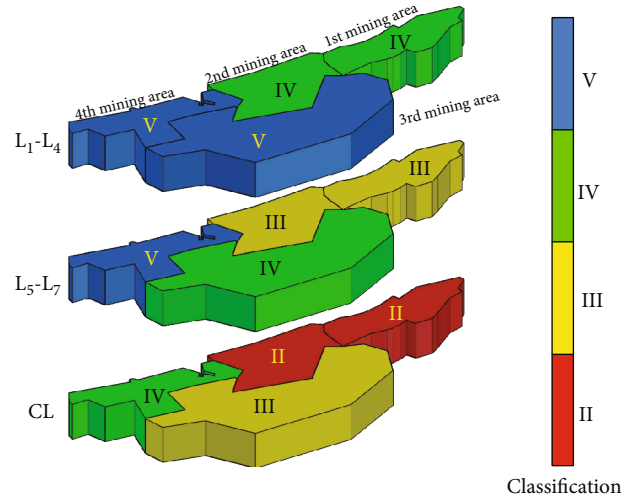 1st mining area
IV
2nd mining area
IV
4th mining area
V
V
3rd mining area
L1-L4
III
III
V
IV
L5-L7
II
II
IV
III
CL
V
IV
III
II
Classification